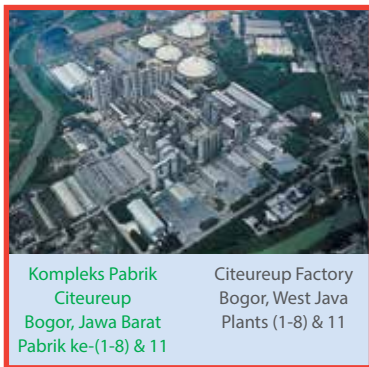 Kompleks Pabrik
Citeureup
Bogor, Jawa Barat
Pabrik ke-(1-8) & 11
Citeureup Factory
Bogor, West Java
Plants (1-8) & 11